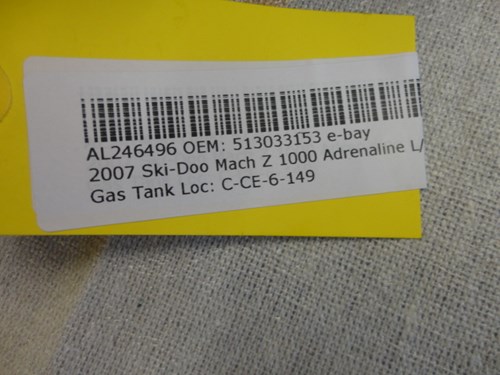 AL246496 OEM: 513033153 e-bay
2007 Ski-Doo Mach Z 1000 Adrenaline L/
Gas Tank Loc: C-CE-6-149